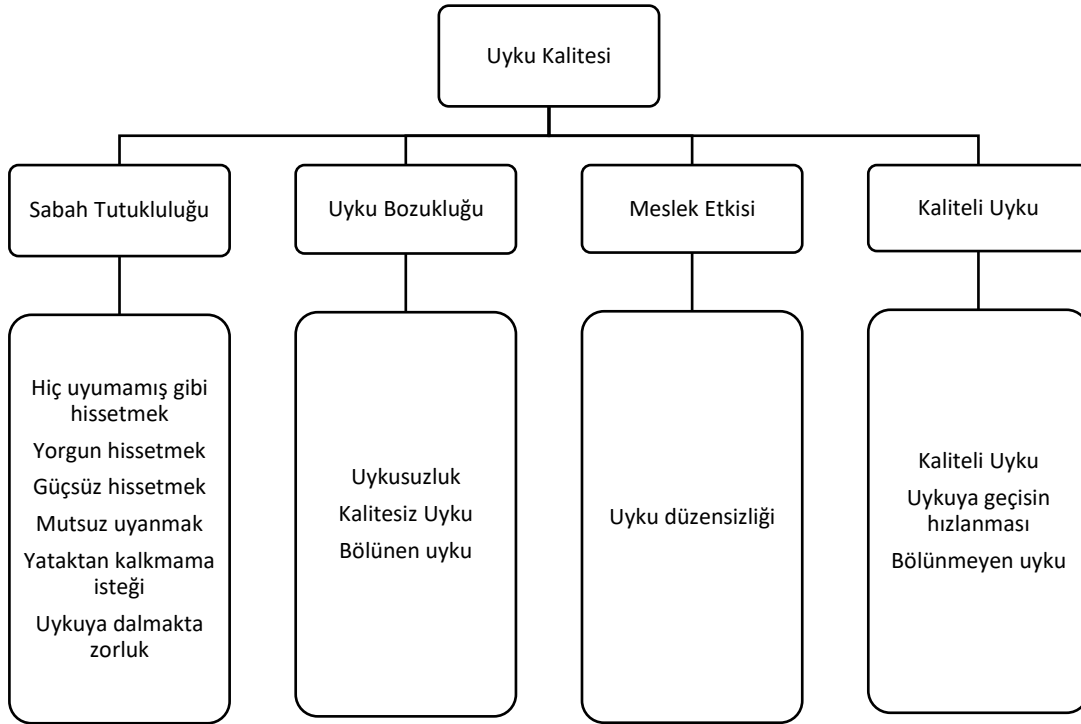 Uyku Kalitesi
Sabah Tutukluluğu
Uyku Bozukluğu
Meslek Etkisi
Kaliteli Uyku
Hiç uyumamış gibi
hissetmek
Yorgun hissetmek
Güçsüz hissetmek
Mutsuz uyanmak
Yataktan kalkmama
isteği
Uykuya dalmakta
zorluk
Uykusuzluk
Kalitesiz Uyku
Bölünen uyku
Uyku düzensizliği
Kaliteli Uyku
Uykuya geçisin
hızlanması
Bölünmeyen uyku